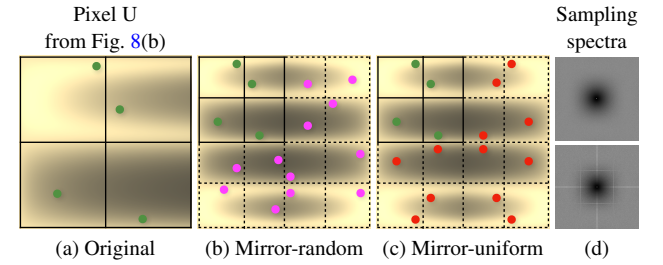 Pixel U
from Fig. 8(b)
Sampling
spectra
(a) Original
(b) Mirror-random
(c) Mirror-uniform
(d)